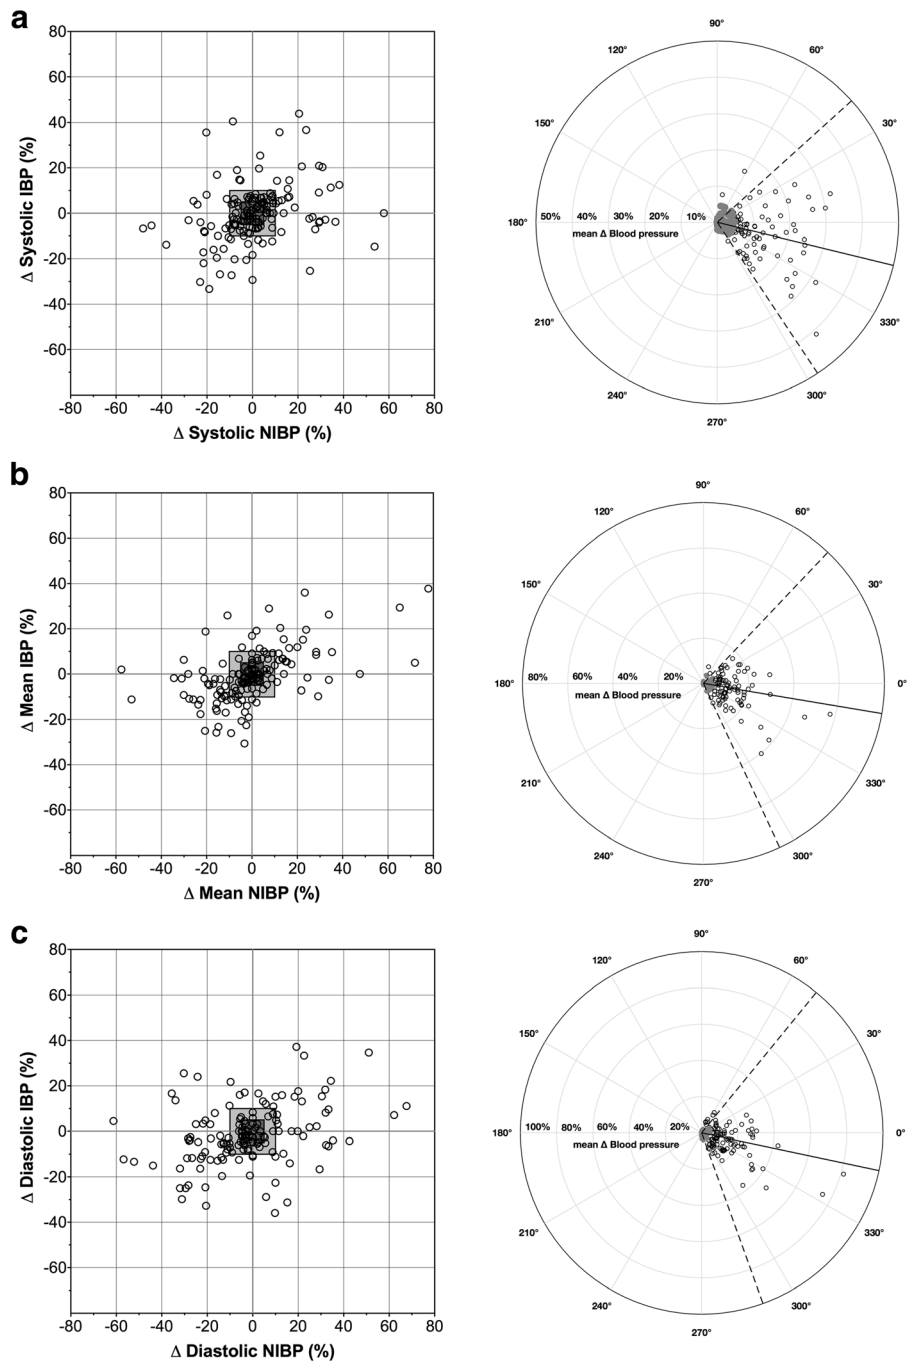 a
Δ Systolic IBP (%)
80
60
40
20
0
-20
-40
-60
-80 -60 -40 -20 0 20 40 60 80
Δ Systolic NIBP (%)
90°
120° 60°
150° 30°
180° 50% 40% 30% 20% 10%
mean Δ Blood pressure
210° 330°
240° 300°
270°
b
Δ Mean IBP (%)
80
60
40
20
0
-20
-40
-60
-80 -60 -40 -20 0 20 40 60 80
Δ Mean NIBP (%)
90°
120° 60°
150° 30°
180° 80% 60% 40% 20% 0°
mean Δ Blood pressure
210° 330°
240° 300°
270°
c
Δ Diastolic IBP (%)
80
60
40
20
0
-20
-40
-60
-80 -60 -40 -20 0 20 40 60 80
Δ Diastolic NIBP (%)
90°
120° 60°
150° 30°
180° 100% 80% 60% 40% 20% 0°
mean Δ Blood pressure
210° 330°
240° 300°
270°